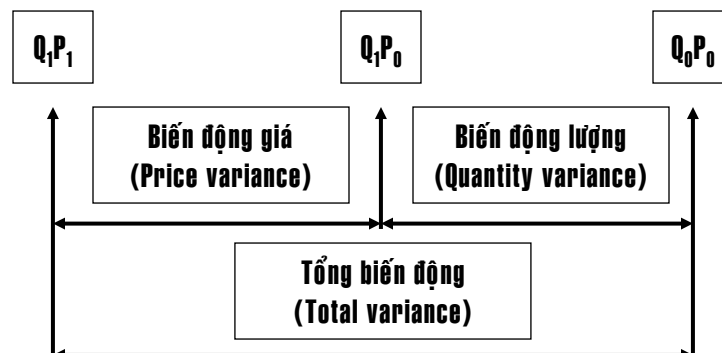 Q₁P₁
Q₁P₀
Q₀P₀
Biến động giá
(Price variance)
Biến động lượng
(Quantity variance)
Tổng biến động
(Total variance)